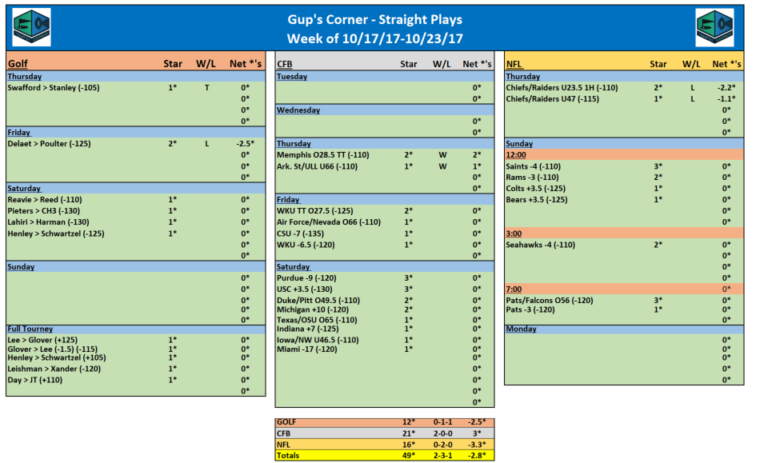 Gup's Corner - Straight Plays
Week of 10/17/17-10/23/17
Golf Star W/L Net *'s
Thursday
Swafford > Stanley (-105) 1* T 0*
0*
0*
0*
Friday
Delaet > Poulter (-125) 2* L -2.5*
0*
0*
0*
Saturday
Reavie > Reed (-110) 1* 0*
Pieters > CH3 (-130) 1* 0*
Lahiri > Harman (-130) 1* 0*
Henley > Schwartzel (-125) 1* 0*
0*
0*
Sunday
0*
0*
0*
0*
0*
Full Tourney
Lee > Glover (+125) 1* 0*
Glover > Lee (-1.5) (-115) 1* 0*
Henley > Schwartzel (+105) 1* 0*
Leishman > Xander (-120) 1* 0*
Day > JT (+110) 1* 0*
0*
CFB Star W/L Net *'s
Tuesday
0*
0*
Wednesday
0*
0*
Thursday
Memphis O28.5 TT (-110) 2* W 2*
Ark. St/ULL U66 (-110) 1* W 1*
0*
0*
Friday
WKU TT O27.5 (-125) 2* 0*
Air Force/Nevada O66 (-110) 1* 0*
CSU -7 (-135) 1* 0*
WKU -6.5 (-120) 1* 0*
0*
Saturday
Purdue -9 (-120) 3* 0*
USC +3.5 (-130) 3* 0*
Duke/Pitt O49.5 (-110) 2* 0*
Michigan +10 (-120) 2* 0*
Texas/OSU O65 (-110) 1* 0*
Indiana +7 (-125) 1* 0*
Iowa/NW U46.5 (-110) 1* 0*
Miami -17 (-120) 1* 0*
0*
0*
0*
0*
0*
NFL Star W/L Net *'s
Thursday
Chiefs/Raiders U23.5 1H (-110) 2* L -2.2*
Chiefs/Raiders U47 (-115) 1* L -1.1*
0*
0*
0*
Sunday
12:00
Saints -4 (-110) 3* 0*
Rams -3 (-110) 2* 0*
Colts +3.5 (-125) 1* 0*
Bears +3.5 (-125) 1* 0*
0*
0*
3:00
Seahawks -4 (-110) 2* 0*
0*
0*
0*
7:00 0*
Pats/Falcons O56 (-120) 3* 0*
Pats -3 (-120) 1* 0*
0*
Monday
0*
0*
0*
0*
0*
GOLF 12* 0-1-1 -2.5*
CFB 21* 2-0-0 3*
NFL 16* 0-2-0 -3.3*
Totals 49* 2-3-1 -2.8*